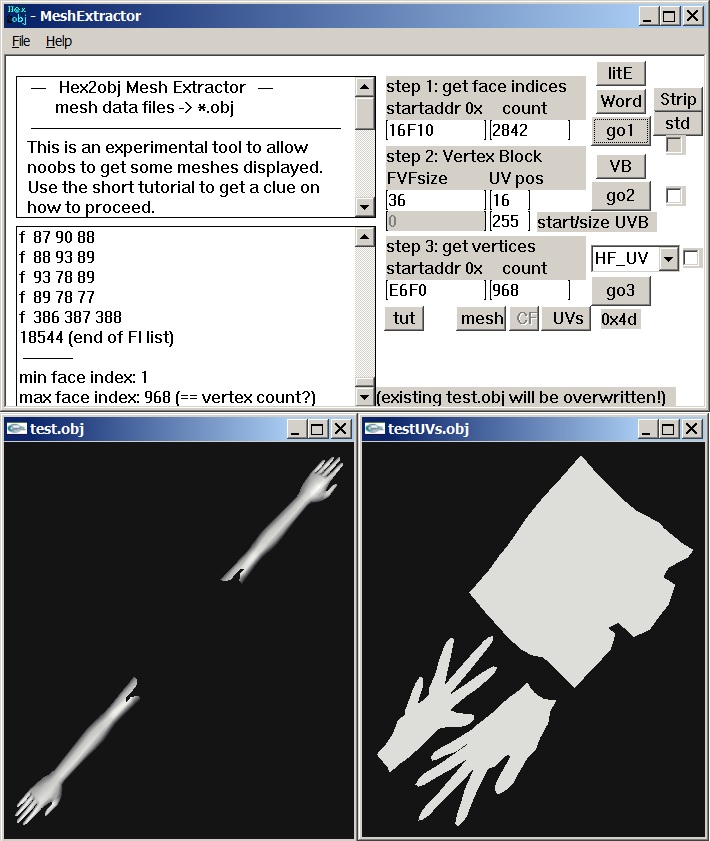 Hex obj - MeshExtractor
File Help
— Hex2obj Mesh Extractor —
mesh data files -> *.obj
This is an experimental tool to allow
noobs to get some meshes displayed.
Use the short tutorial to get a clue on
how to proceed.
f 87 90 88
f 88 93 89
f 93 78 89
f 89 78 77
f 386 387 388
18544 (end of FI list)
min face index: 1
max face index: 968 (== vertex count?)
step 1: get face indices
startaddr 0x count
16F10 2842
litE
Word Strip
go1 std
step 2: Vertex Block
FVFsize UV pos
36 16
0 255 start/size UVB
VB
go2
step 3: get vertices
startaddr 0x count
E6F0 968
HF_UV
go3
tut mesh CF UVs 0x4d
(existing test.obj will be overwritten!)
test.obj
testUVs.obj